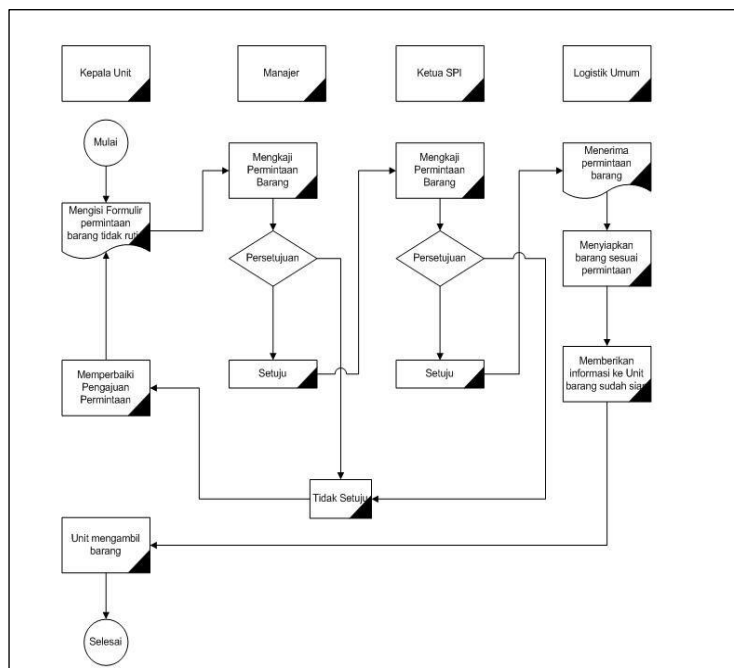 Kepala Unit
Manajer
Ketua SPI
Logistik Umum
Mulai
Mengisi Formulir
permintaan
barang tidak
Mengkaji
Permintaan
Barang
Persetujuan
Setuju
Mengkaji
Permintaan
Barang
Persetujuan
Setuju
Menerima
permintaan
barang
Menyiapkan
barang sesuai
permintaan
Memberikan
informasi ke Unit
barang sudah
Memperbaiki
Pengajuan
Permintaan
Tidak Setuju
Unit mengambil
barang
Selesai